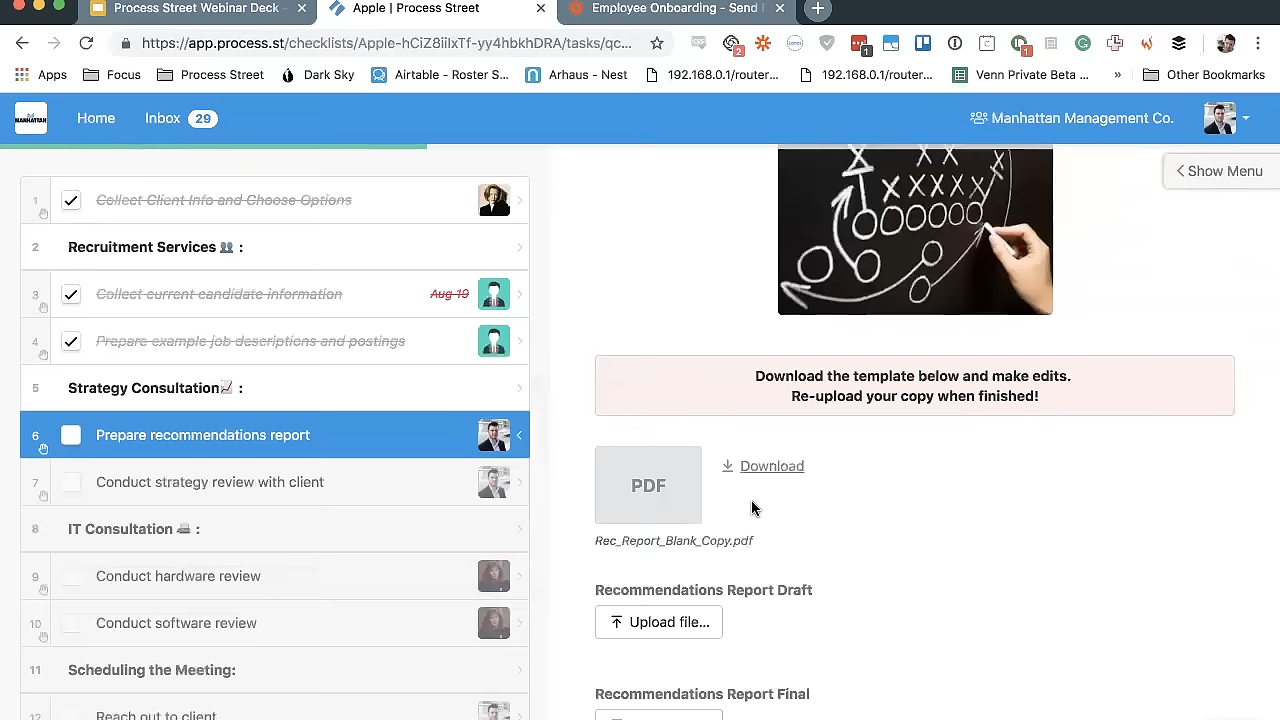 Process Street Webinar Deck -
Apple | Process Street
Employee Onboarding - Send
https://app.process.st/checklists/Apple-hCiZ8iilxTf-yy4hbkhDRA/tasks/qc...
2
1
1
Apps
Focus
Process Street
Dark Sky
Airtable - Roster S...
Arhaus - Nest
192.168.0.1/router...
192.168.0.1/router...
Venn Private Beta ...
»
Other Bookmarks
MANHATTAN
Home
Inbox 29
Manhattan Management Co.
Show Menu
1 Collect Client Info and Choose Options
2 Recruitment Services :
3 Collect current candidate information Aug 19
4 Prepare example job descriptions and postings
5 Strategy Consultation :
6 Prepare recommendations report
7 Conduct strategy review with client
8 IT Consultation :
9 Conduct hardware review
10 Conduct software review
11 Scheduling the Meeting:
12 Reach out to client
Download the template below and make edits.
Re-upload your copy when finished!
PDF
Download
Rec_Report_Blank_Copy.pdf
Recommendations Report Draft
Upload file...
Recommendations Report Final